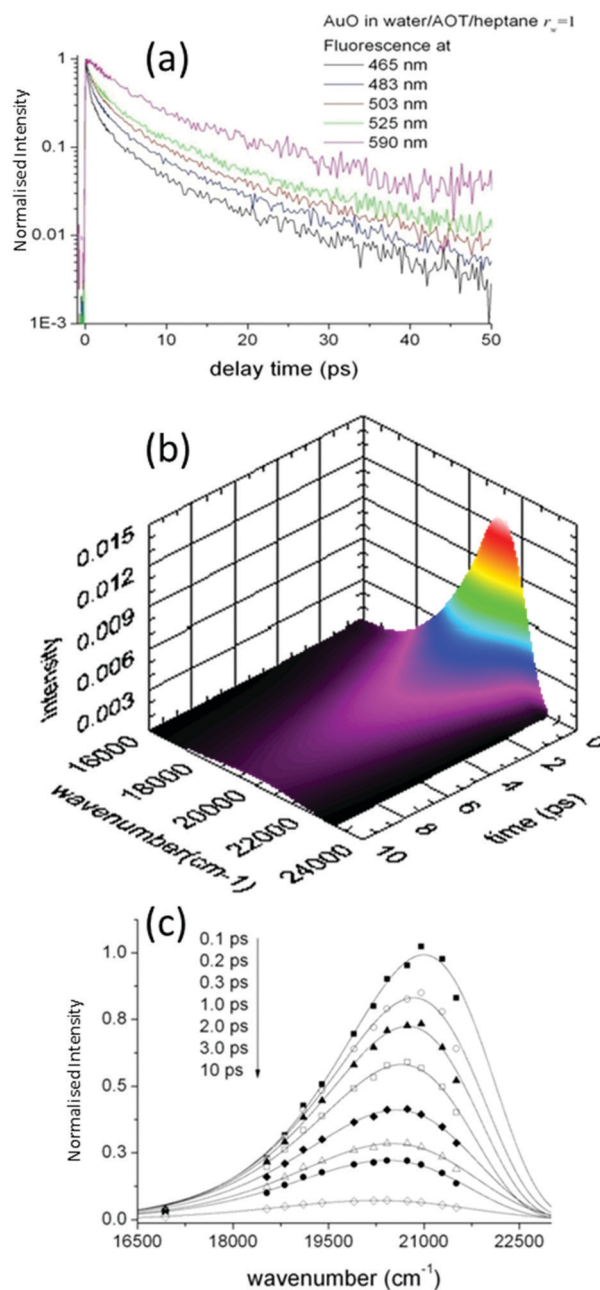 AuO in water/AOT/heptane r_w=1
(a)
Fluorescence at
465 nm
483 nm
503 nm
525 nm
590 nm
Normalised Intensity
1
0.1
0.01
1E-3
0 10 20 30 40 50
delay time (ps)
(b)
intensity
0.015
0.012
0.009
0.006
0.003
16000 18000 20000 22000 24000
wavenumber(cm-1)
10 8 6 4 2 0
time (ps)
(c)
0.1 ps
0.2 ps
0.3 ps
1.0 ps
2.0 ps
3.0 ps
10 ps
Normalised Intensity
1.0
0.8
0.5
0.3
0.0
16500 18000 19500 21000 22500
wavenumber (cm⁻¹)